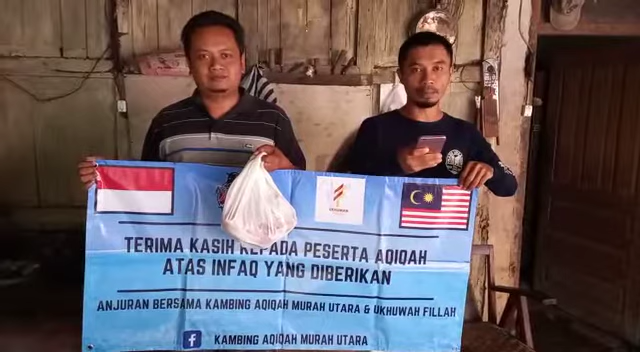 TERIMA KASIH KEPADA PESERTA AQIQAH
ATAS INFAQ YANG DIBERIKAN
ANJURAN BERSAMA KAMBING AQIQAH MURAH UTARA & UKHUWAH FILLAH
f KAMBING AQIQAH MURAH UTARA